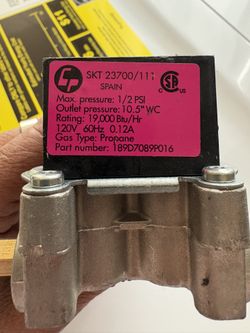 SKT 23700/11
SPAIN
Max. pressure: 1/2 PSI
Outlet pressure: 10.5" WC
Rating: 19,000 Btu/Hr
120V 60Hz 0.12A
Gas Type: Propane
Part number: 189D7089P016